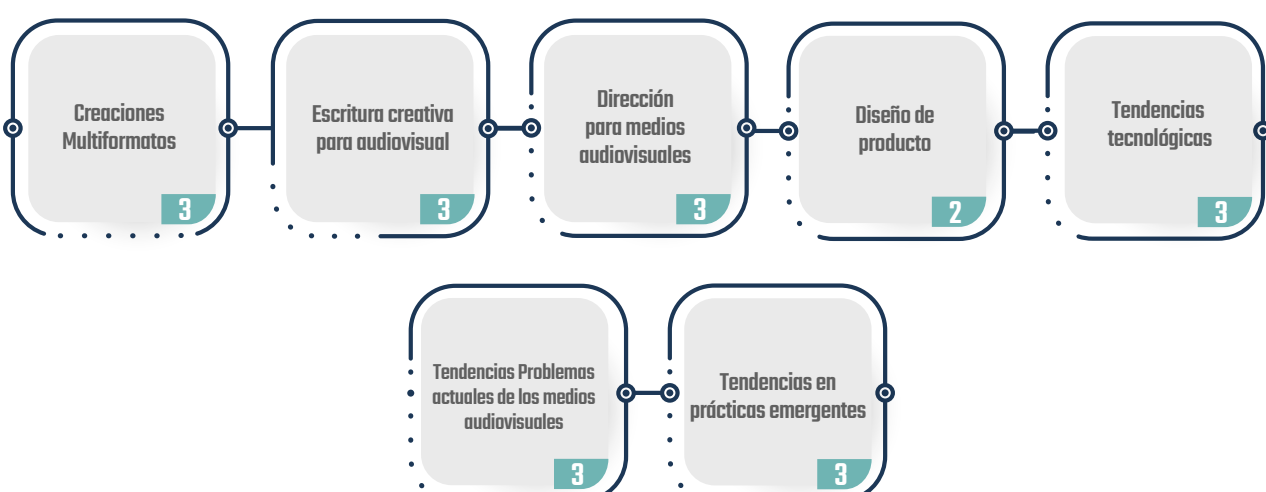 Creaciones
Multiformatos
3
Escritura creativa
para audiovisual
3
Dirección
para medios
audiovisuales
3
Diseño de
producto
2
Tendencias
tecnológicas
3
Tendencias Problemas
actuales de los medios
audiovisuales
3
Tendencias en
prácticas emergentes
3